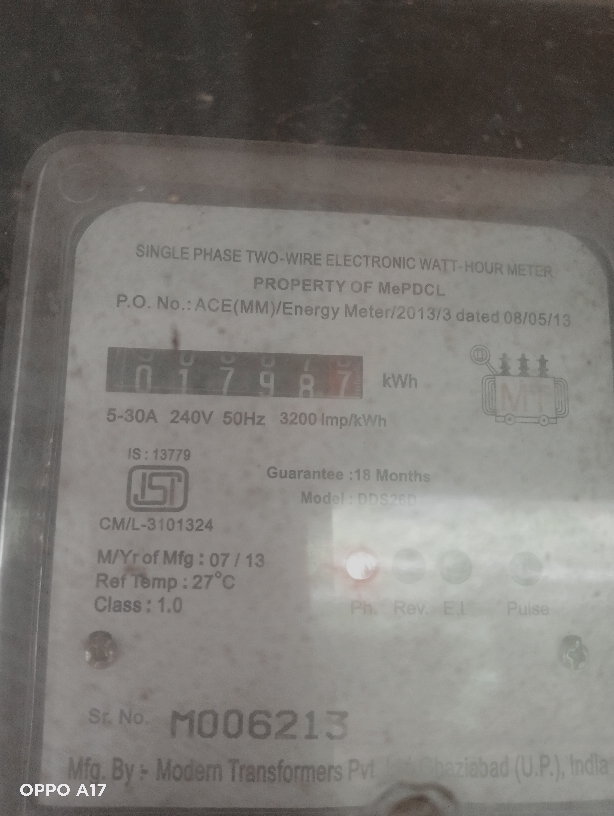 SINGLE PHASE TWO-WIRE ELECTRONIC WATT-HOUR METER
PROPERTY OF MePDCL
P.O. No.: ACE(MM)/Energy Meter/2013/3 dated 08/05/13
017987 kWh
5-30A 240V 50Hz 3200 Imp/kWh
MT
IS : 13779
ISI
Guarantee :18 Months
Model :
CM/L-3101324
M/Yr of Mfg : 07 / 13
Ref Temp : 27°C
Class : 1.0
Ph. Rev. E.L Pulse
Sr. No. M006213
Mfg. By :- Modern Transformers Pvt. Ghaziabad (U.P.), India
OPPO A17